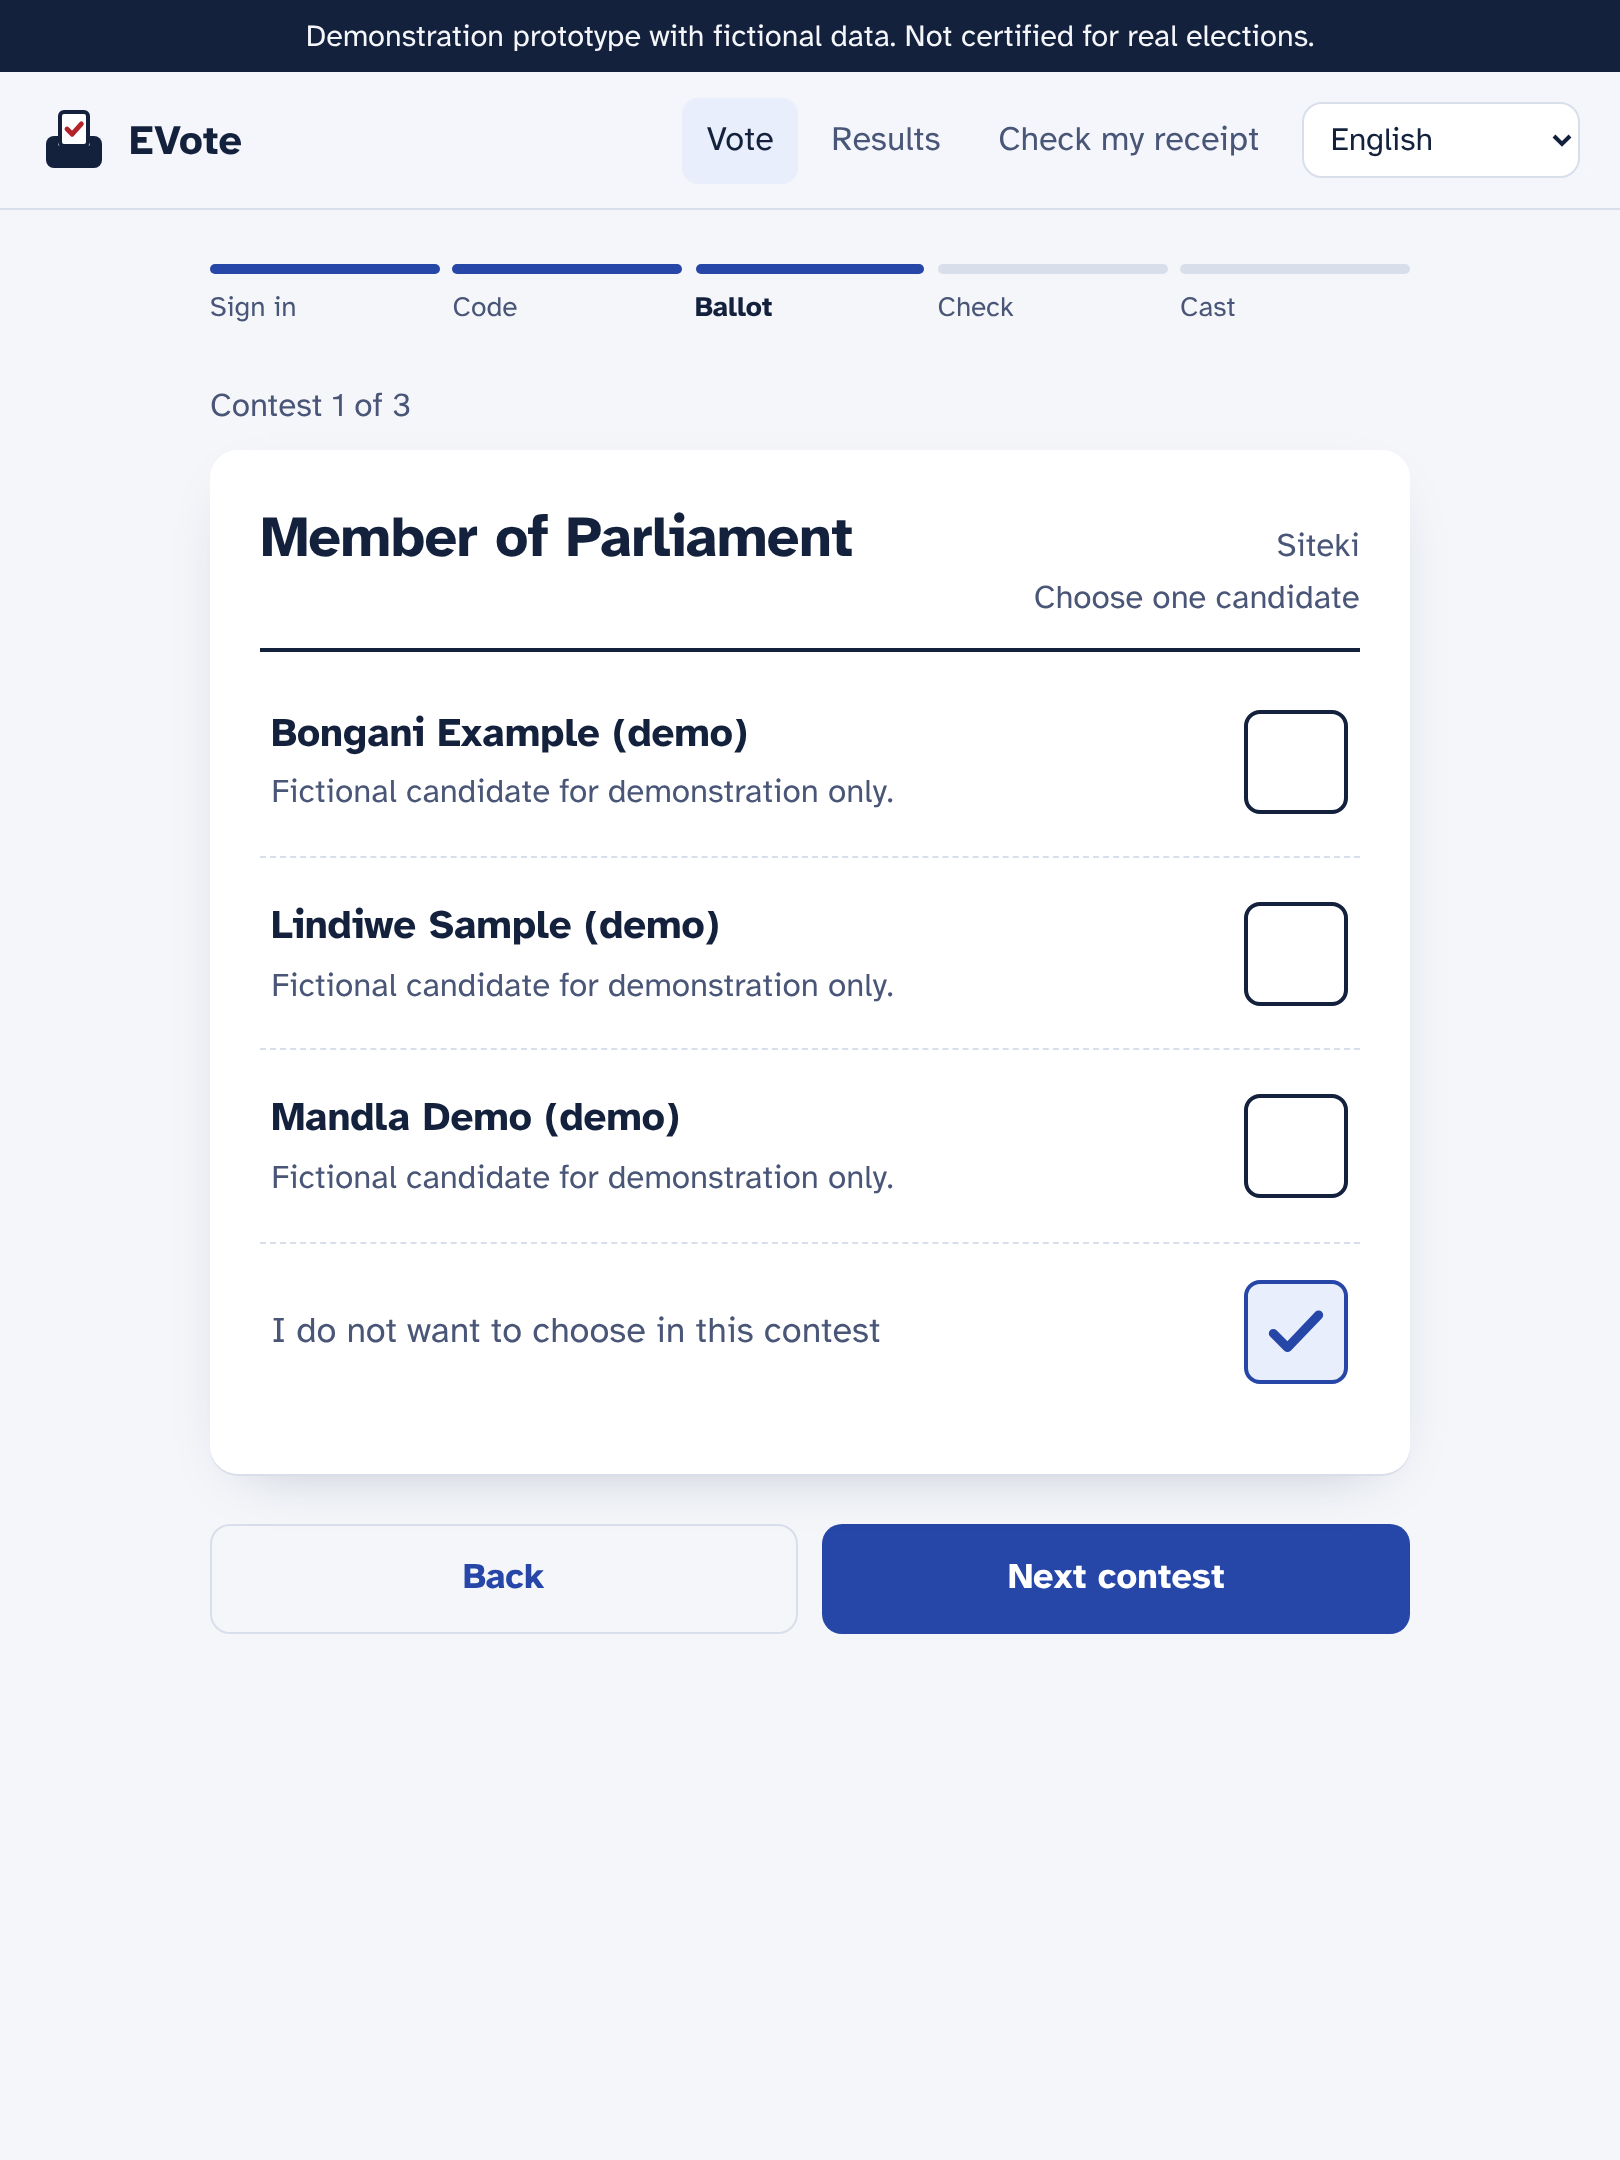 Demonstration prototype with fictional data. Not certified for real elections.
EVote
Vote
Results
Check my receipt
English
Sign in
Code
Ballot
Check
Cast
Contest 1 of 3
Member of Parliament
Siteki
Choose one candidate
Bongani Example (demo)
Fictional candidate for demonstration only.
Lindiwe Sample (demo)
Fictional candidate for demonstration only.
Mandla Demo (demo)
Fictional candidate for demonstration only.
I do not want to choose in this contest
Back
Next contest